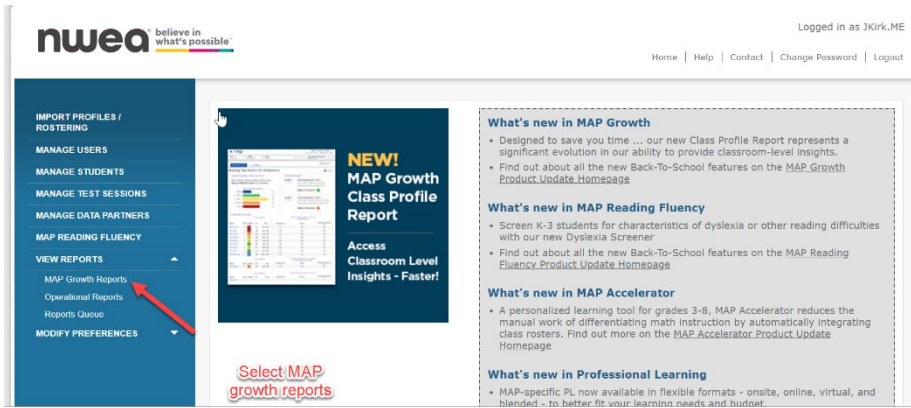 nwea believe in
what's possible
Logged in as JKirk.ME
Home | Help | Contact | Change Password | Logout
IMPORT PROFILES /
ROSTERING
MANAGE USERS
MANAGE STUDENTS
MANAGE TEST SESSIONS
MANAGE DATA PARTNERS
MAP READING FLUENCY
VIEW REPORTS
MAP Growth Reports
Operational Reports
Reports Queue
MODIFY PREFERENCES
NEW!
MAP Growth
Class Profile
Report
Access
Classroom Level
Insights - Faster!
Select MAP
growth reports
What's new in MAP Growth
• Designed to save you time ... our new Class Profile Report represents a
significant evolution in our ability to provide classroom-level insights.
• Find out about all the new Back-To-School features on the MAP Growth
Product Update Homepage
What's new in MAP Reading Fluency
• Screen K-3 students for characteristics of dyslexia or other reading difficulties
with our new Dyslexia Screener
• Find out about all the new Back-To-School features on the MAP Reading
Fluency Product Update Homepage
What's new in MAP Accelerator
• A personalized learning tool for grades 3-8, MAP Accelerator reduces the
manual work of differentiating math instruction by automatically integrating
class rosters. Find out more on the MAP Accelerator Product Update
Homepage
What's new in Professional Learning
• MAP-specific PL now available in flexible formats - onsite, online, virtual, and
blended - to better fit your learning needs and budget.